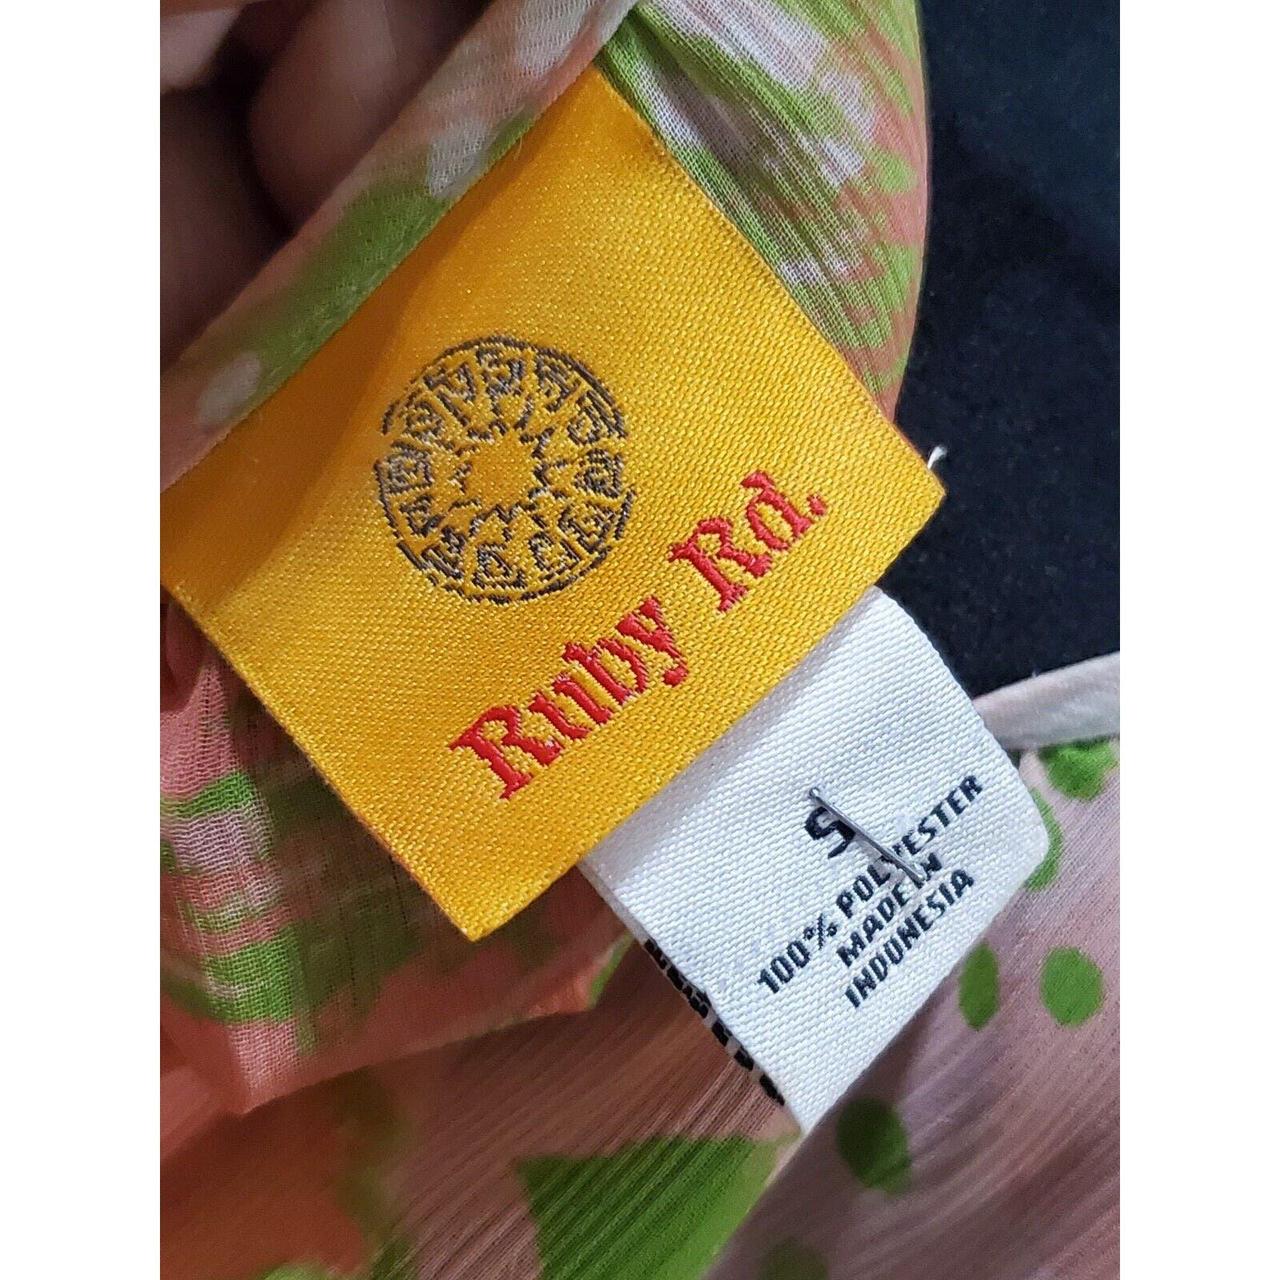 Ruby Rd.
S
100% POLYESTER
MADE IN
INDONESIA